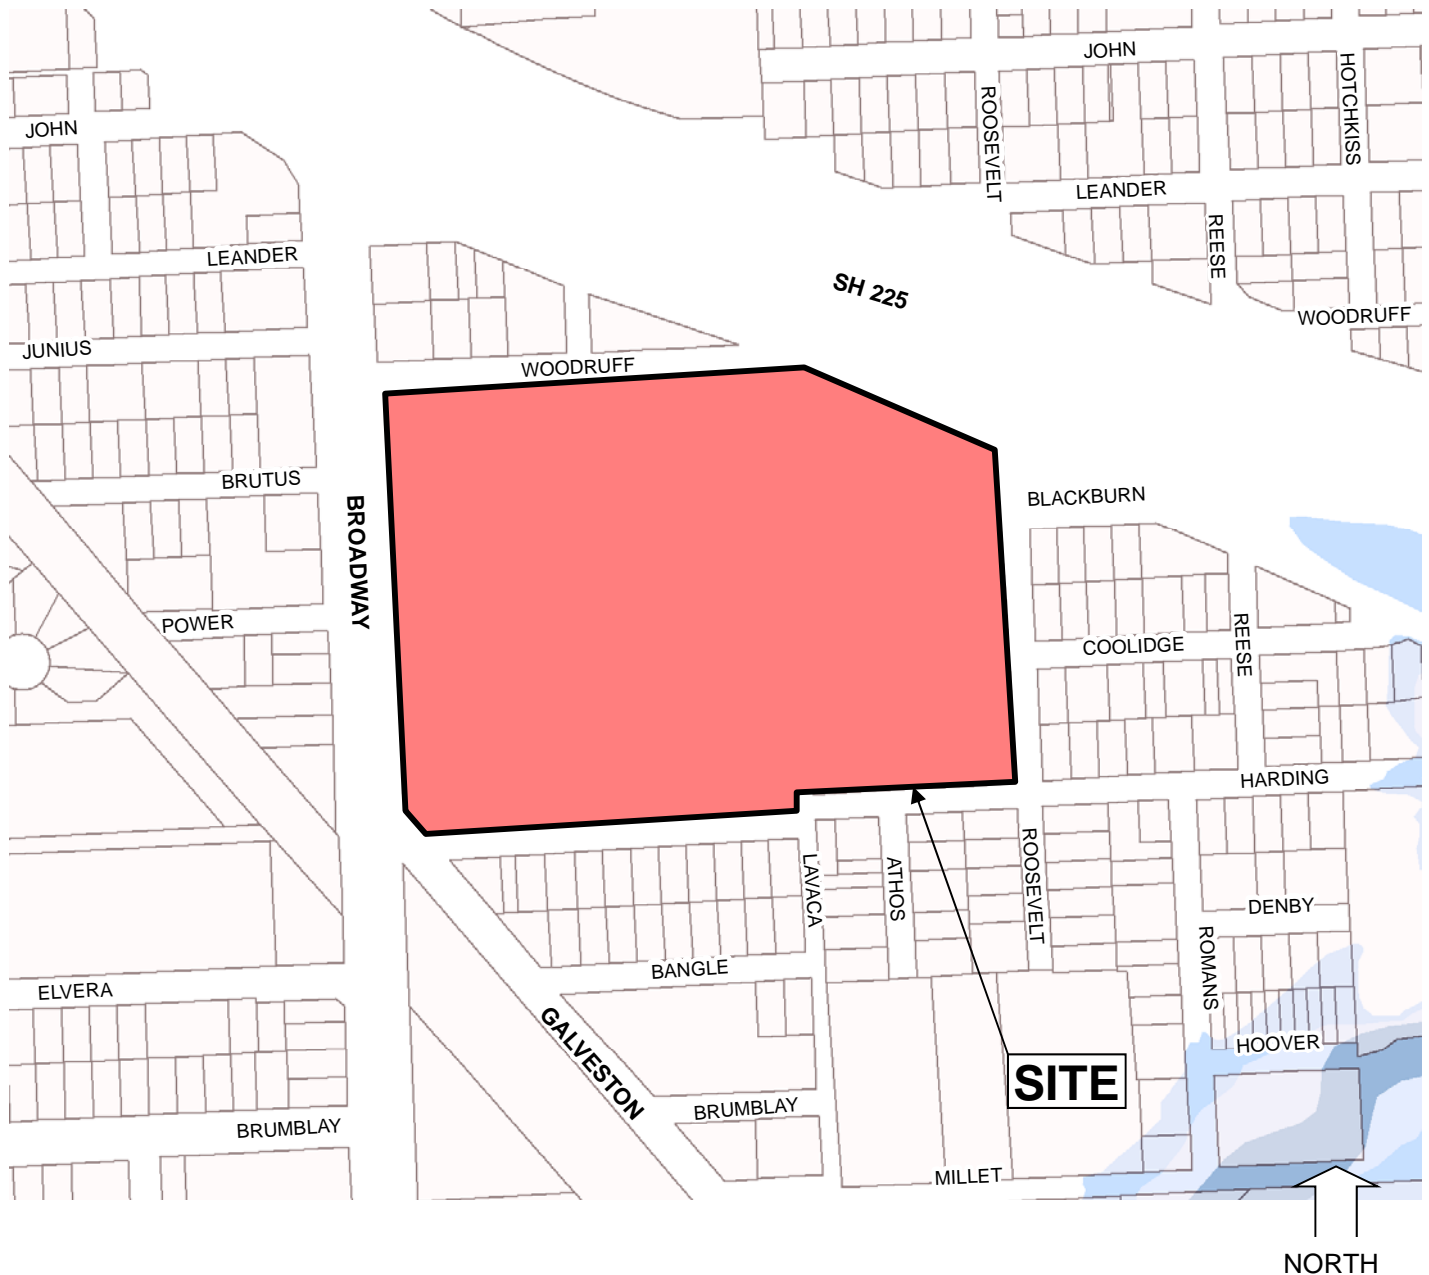 JOHN
HOTCHKISS
ROOSEVELT
JOHN
LEANDER
REESE
LEANDER
SH 225
WOODRUFF
JUNIUS
WOODRUFF
BRUTUS
BLACKBURN
BROADWAY
POWER
REESE
COOLIDGE
HARDING
LAVACA
ATHOS
ROOSEVELT
DENBY
ROMANS
BANGLE
ELVERA
GALVESTON
HOOVER
SITE
BRUMBLAY
BRUMBLAY
MILLET
NORTH